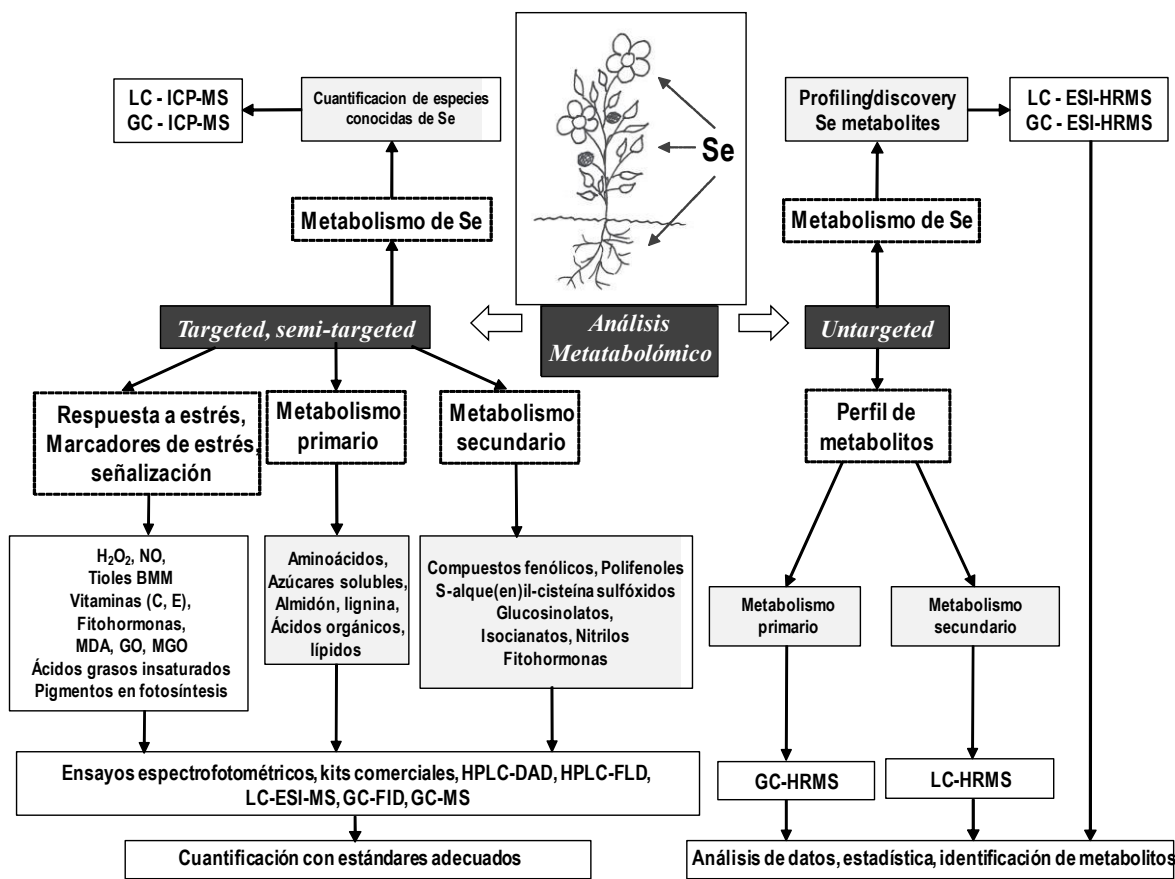 LC - ICP-MS
GC - ICP-MS
Cuantificacion de especies
conocidas de Se
Se
Profiling/discovery
Se metabolites
LC - ESI-HRMS
GC - ESI-HRMS
Metabolismo de Se
Metabolismo de Se
Targeted, semi-targeted
Análisis
Metatabolómico
Untargeted
Respuesta a estrés,
Marcadores de estrés,
señalización
Metabolismo
primario
Metabolismo
secundario
Perfil de
metabolitos
H₂O₂, NO,
Tioles BMM
Vitaminas (C, E),
Fitohormonas,
MDA, GO, MGO
Ácidos grasos insaturados
Pigmentos en fotosíntesis
Aminoácidos,
Azúcares solubles,
Almidón, lignina,
Ácidos orgánicos,
lípidos
Compuestos fenólicos, Polifenoles
S-alque(en)il-cisteína sulfóxidos
Glucosinolatos,
Isocianatos, Nitrilos
Fitohormonas
Metabolismo
primario
Metabolismo
secundario
Ensayos espectrofotométricos, kits comerciales, HPLC-DAD, HPLC-FLD,
LC-ESI-MS, GC-FID, GC-MS
GC-HRMS
LC-HRMS
Cuantificación con estándares adecuados
Análisis de datos, estadística, identificación de metabolitos